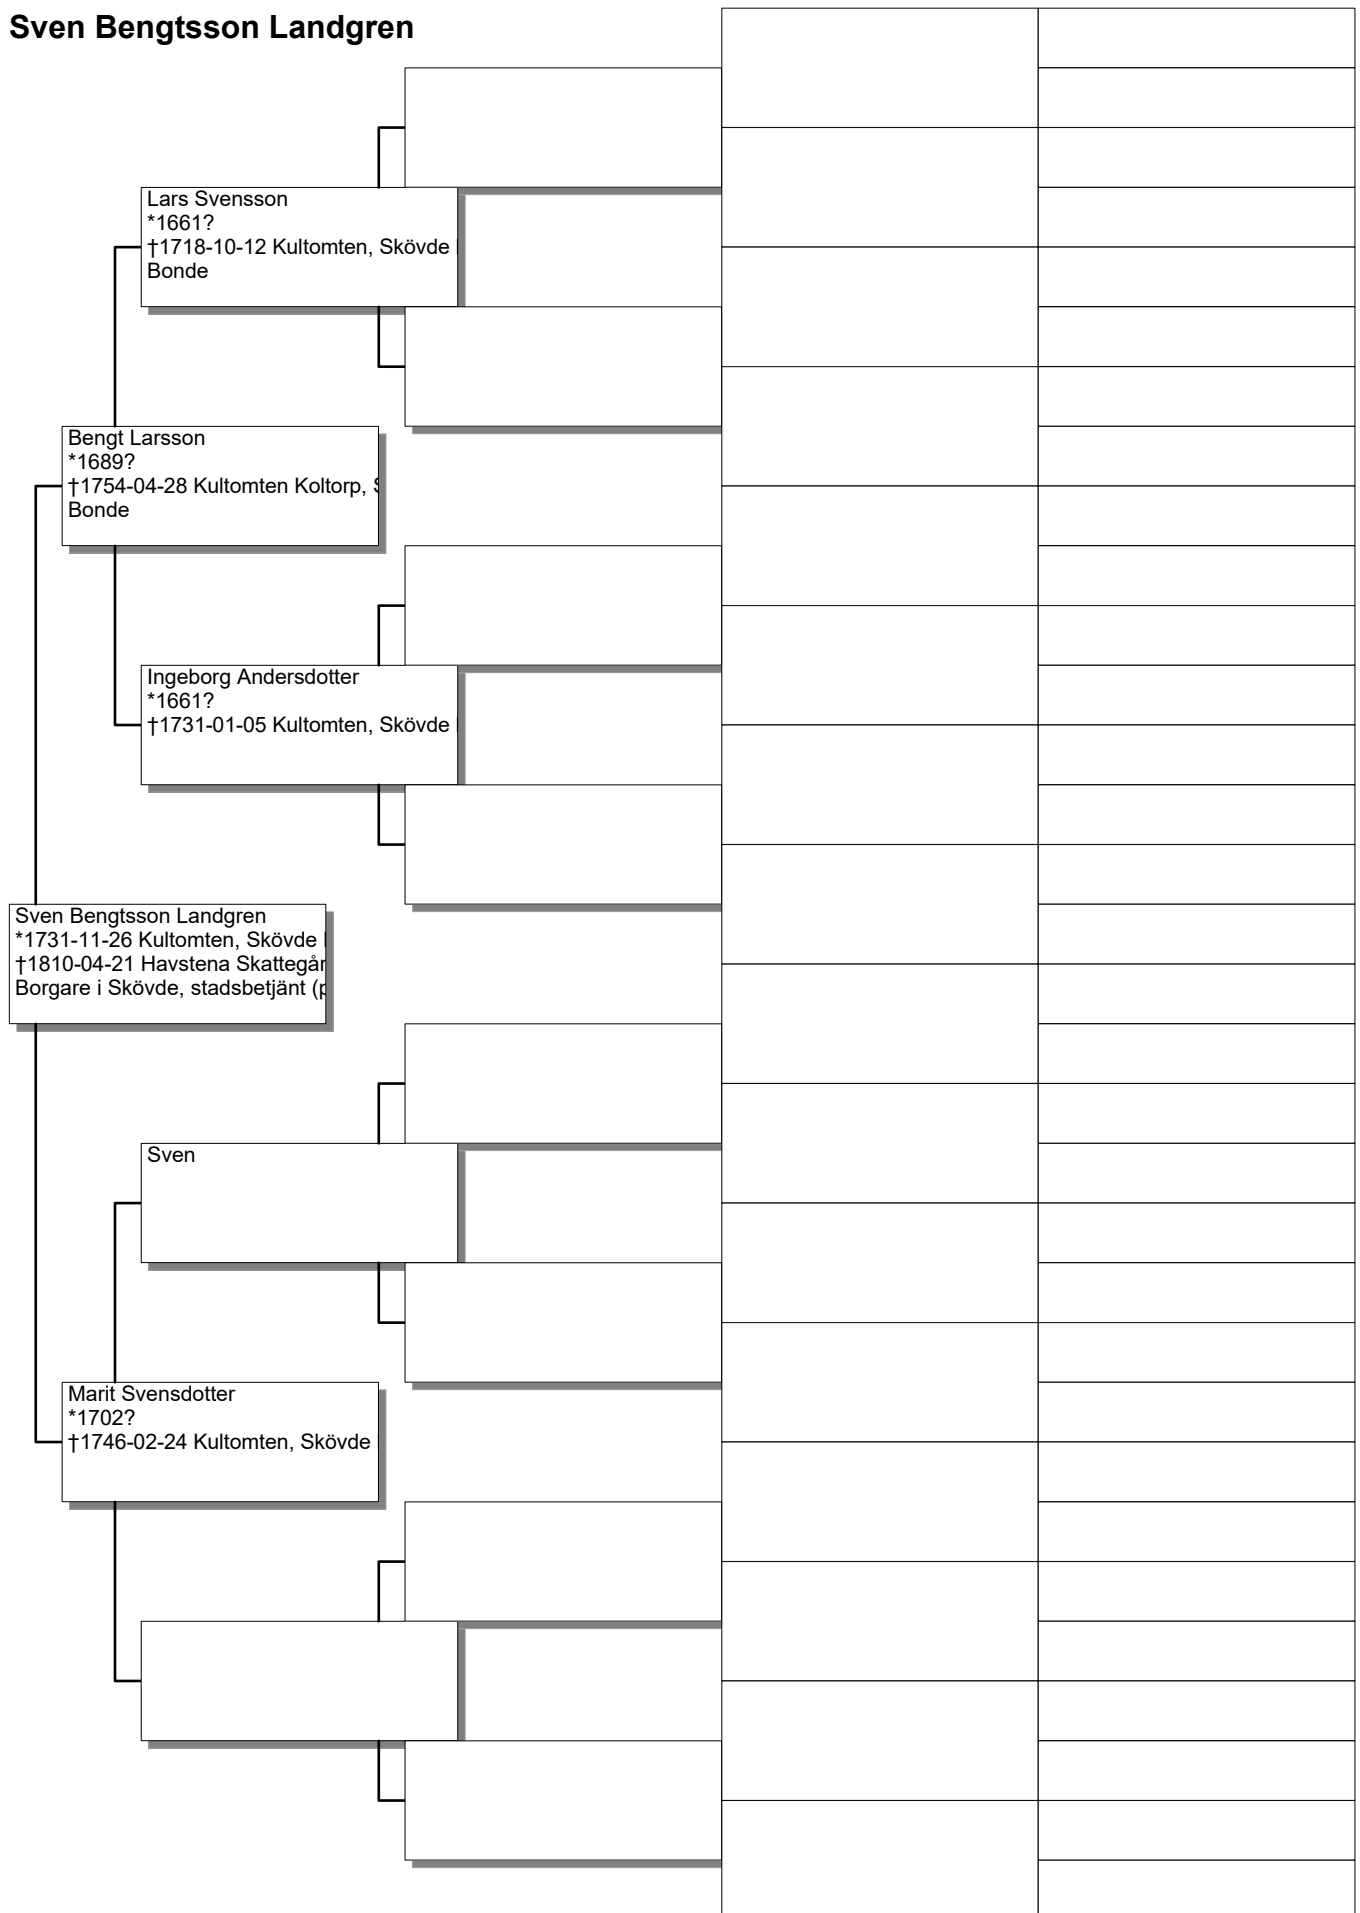 Sven Bengtsson Landgren
Lars Svensson
*1661?
†1718-10-12 Kultomten, Skövde
Bonde
Bengt Larsson
*1689?
†1754-04-28 Kultomten Koltorp,
Bonde
Ingeborg Andersdotter
*1661?
†1731-01-05 Kultomten, Skövde
Sven Bengtsson Landgren
*1731-11-26 Kultomten, Skövde
†1810-04-21 Havstena Skattegår
Borgare i Skövde, stadsbetjänt (p
Sven
Marit Svensdotter
*1702?
†1746-02-24 Kultomten, Skövde